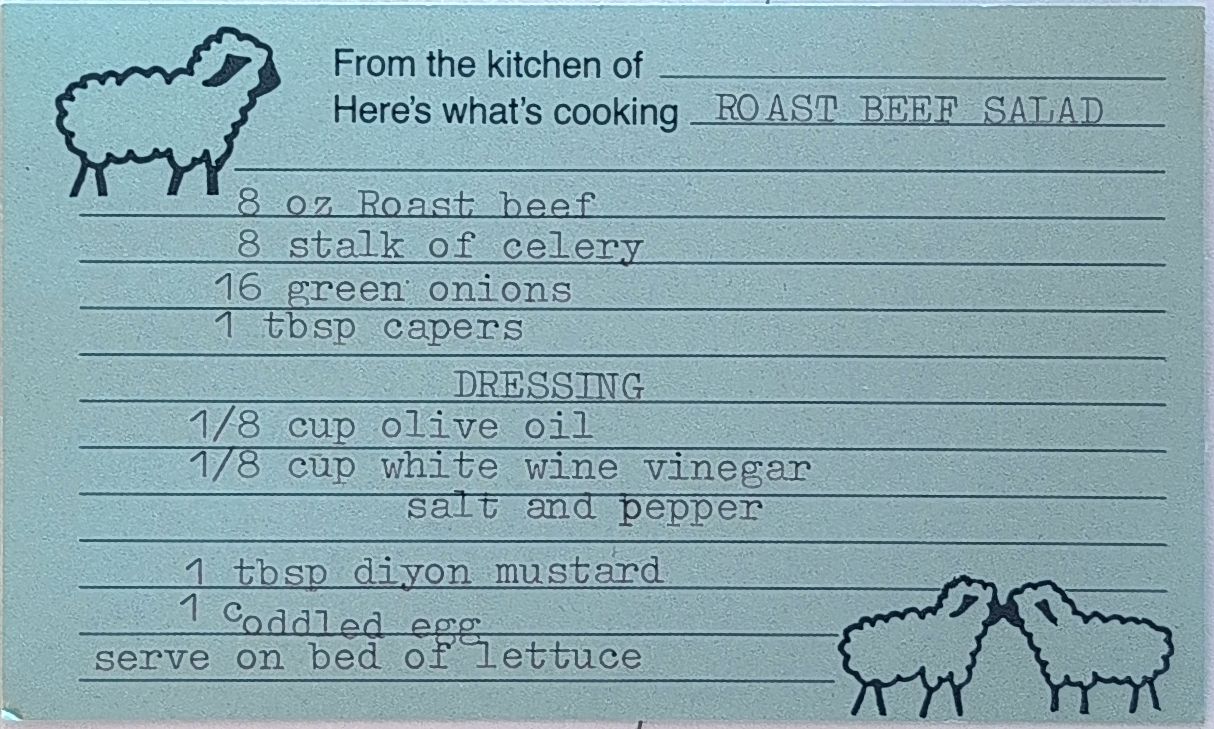 From the kitchen of
Here's what's cooking ROAST BEEF SALAD
8 oz Roast beef
8 stalk of celery
16 green onions
1 tbsp capers
DRESSING
1/8 cup olive oil
1/8 cup white wine vinegar
salt and pepper
1 tbsp diyon mustard
1 coddled egg
serve on bed of lettuce